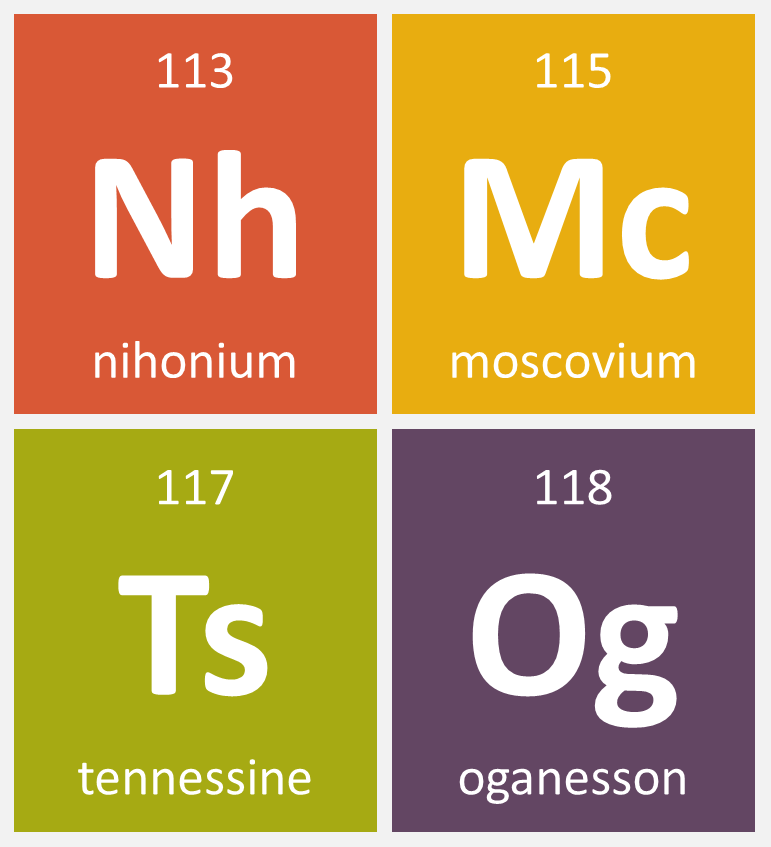 113
Nh
nihonium
115
Mc
moscovium
117
Ts
tennessine
118
Og
oganesson